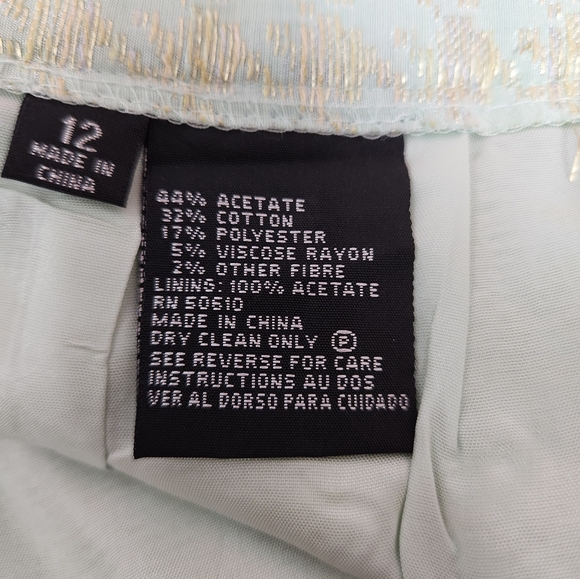 12
MADE IN
CHINA
44% ACETATE
32% COTTON
17% POLYESTER
5% VISCOSE RAYON
2% OTHER FIBRE
LINING: 100% ACETATE
RN 50610
MADE IN CHINA
DRY CLEAN ONLY Ⓟ
SEE REVERSE FOR CARE
INSTRUCTIONS AU DOS
VER AL DORSO PARA CUIDADO